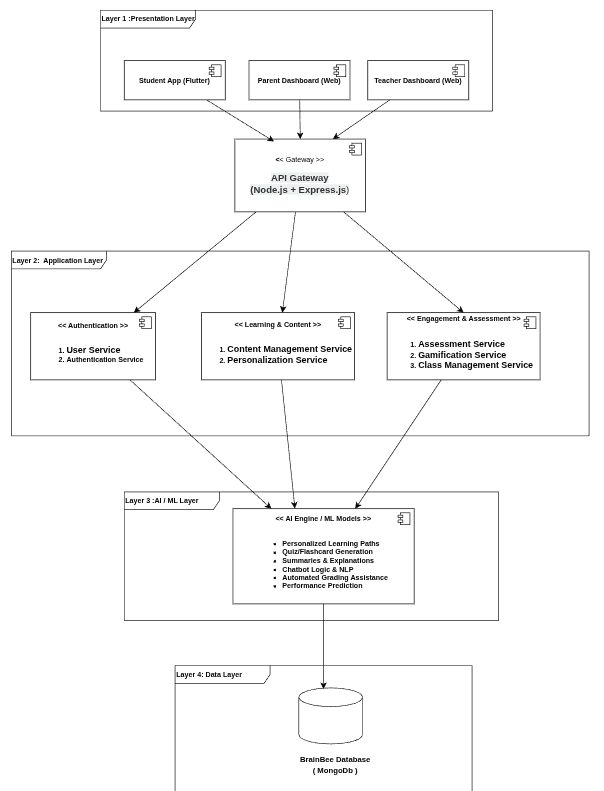 Layer 1 :Presentation Layer
Student App (Flutter)
Parent Dashboard (Web)
Teacher Dashboard (Web)
<< Gateway >>
API Gateway
(Node.js + Express.js)
Layer 2:  Application Layer
<< Authentication >>
1. User Service
2. Authentication Service
<< Learning & Content >>
1. Content Management Service
2. Personalization Service
<< Engagement & Assessment >>
1. Assessment Service
2. Gamification Service
3. Class Management Service
Layer 3 :AI / ML Layer
<< AI Engine / ML Models >>
Personalized Learning Paths
Quiz/Flashcard Generation
Summaries & Explanations
Chatbot Logic & NLP
Automated Grading Assistance
Performance Prediction
Layer 4: Data Layer
BrainBee Database
( MongoDb )